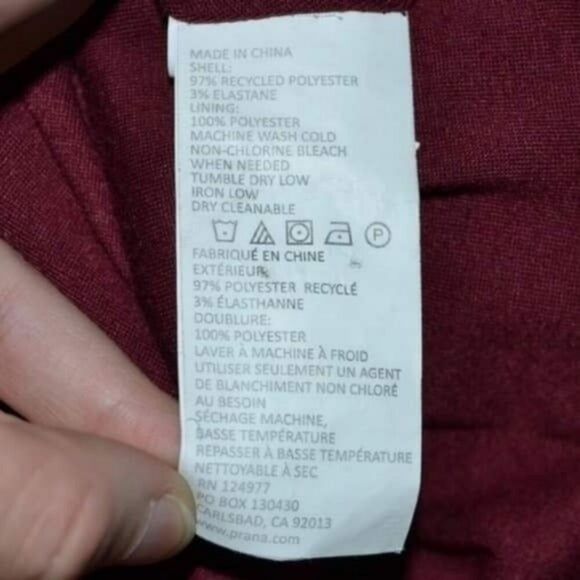 MADE IN CHINA
SHELL:
97% RECYCLED POLYESTER
3% ELASTANE
LINING:
100% POLYESTER
MACHINE WASH COLD
NON-CHLORINE BLEACH
WHEN NEEDED
TUMBLE DRY LOW
IRON LOW
DRY CLEANABLE
P
FABRIQUÉ EN CHINE
EXTÉRIEUR:
97% POLYESTER RECYCLÉ
3% ÉLASTHANNE
DOUBLURE:
100% POLYESTER
LAVER À MACHINE À FROID
UTILISER SEULEMENT UN AGENT
DE BLANCHIMENT NON CHLORÉ
AU BESOIN
SÉCHAGE MACHINE,
BASSE TEMPÉRATURE
REPASSER À BASSE TEMPÉRATURE
NETTOYABLE À SEC
RN 124977
PO BOX 130430
CARLSBAD, CA 92013
www.prana.com